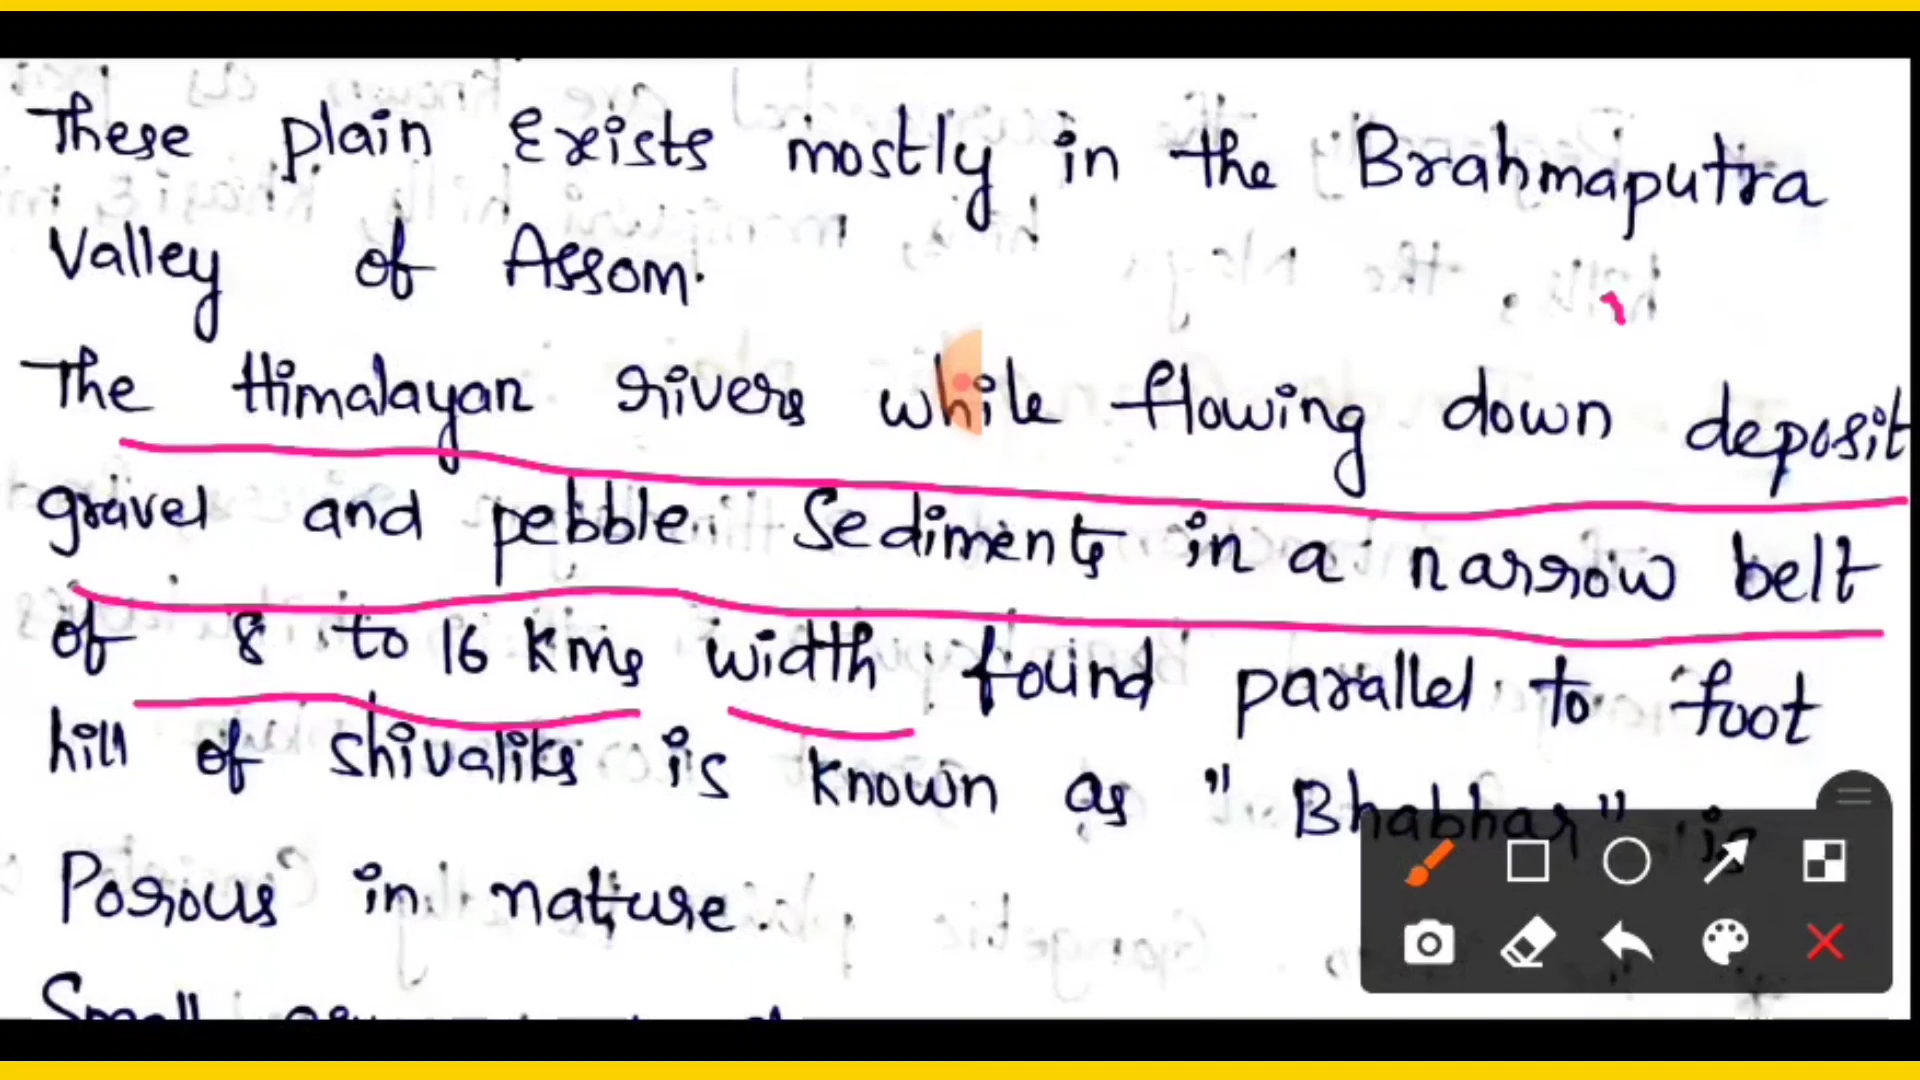 These plain Exists mostly in the Brahmaputra
Valley of Assom.
The Himalayan rivers while flowing down deposit
gravel and pebble Sediments in a narrow belt
of 8 to 16 kms width found parallel to foot
hill of shivaliks is known as "Bhabhar" is
Porous in nature.
Small